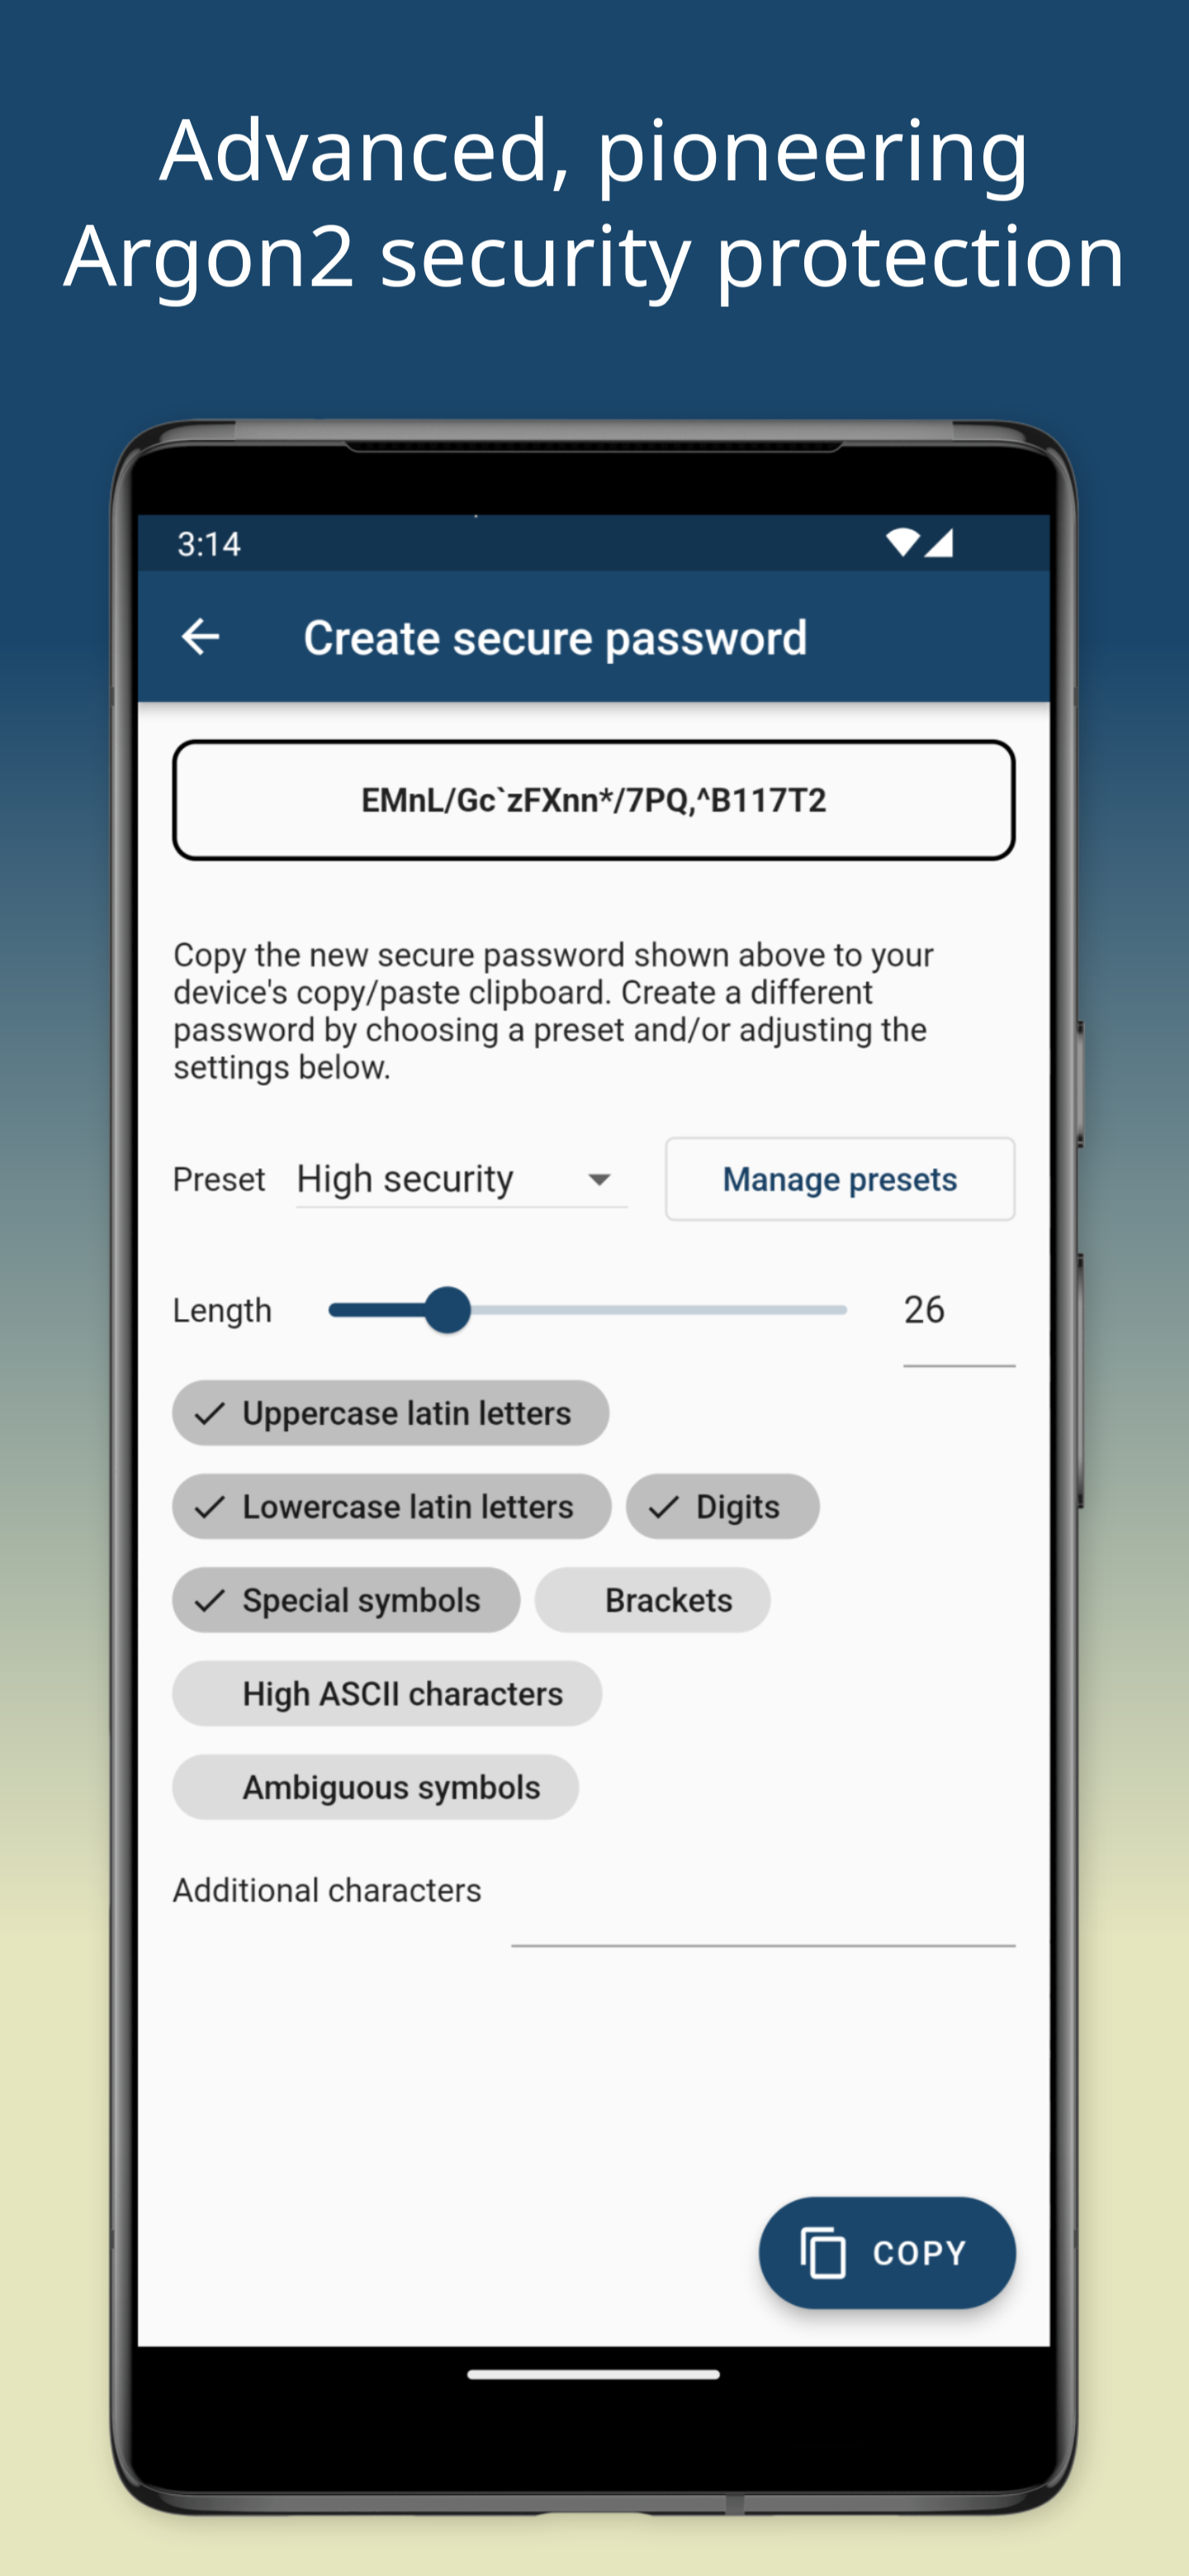 Advanced, pioneering
Argon2 security protection
3:14
Create secure password
EMnL/Gc`zFXnn*/7PQ,^B117T2
Copy the new secure password shown above to your
device's copy/paste clipboard. Create a different
password by choosing a preset and/or adjusting the
settings below.
Preset High security Manage presets
Length 26
Uppercase latin letters
Lowercase latin letters Digits
Special symbols Brackets
High ASCII characters
Ambiguous symbols
Additional characters
COPY